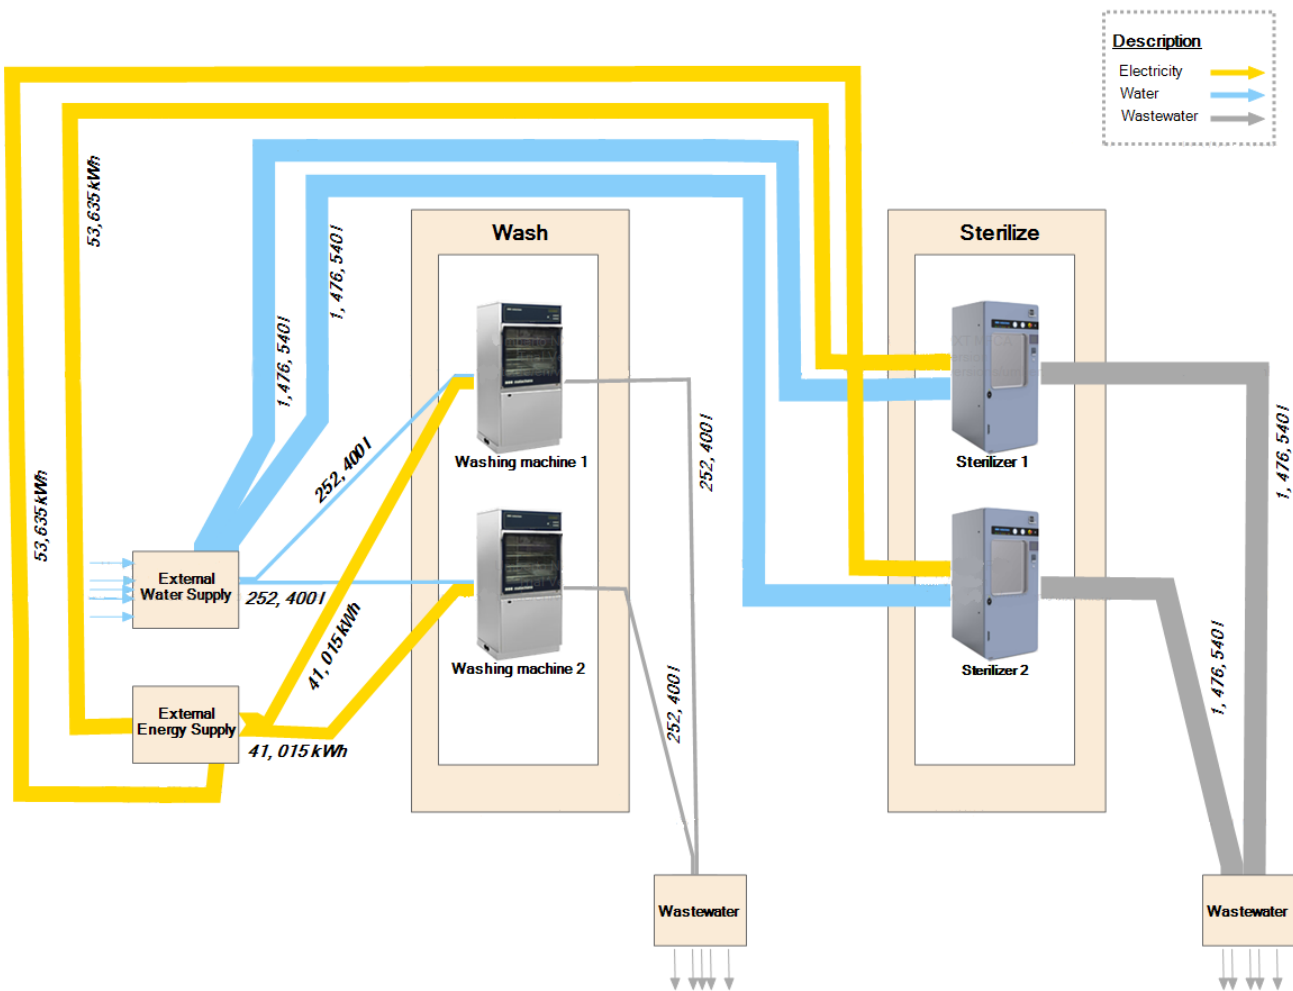 Description
Electricity
Water
Wastewater
53,635 kWh
1,476, 540 l
1, 476, 540 l
Wash
Sterilize
Washing machine 1
Sterilizer 1
252, 400 l
252, 400 l
1, 476, 540 l
53,635 kWh
External
Water Supply
252, 400 l
41, 015 kWh
Washing machine 2
Sterilizer 2
252, 400 l
1, 476, 540 l
External
Energy Supply
41, 015 kWh
Wastewater
Wastewater